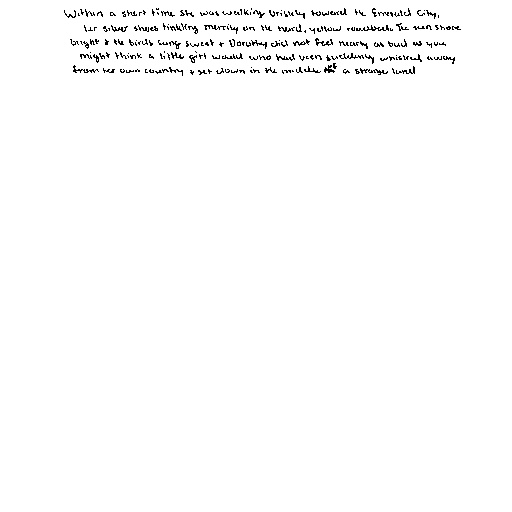 Within a short time she was walking briskly toward the Emerald City,
her silver shoes tinkling merrily on the hard, yellow roadbed. The sun shone
bright + the birds sang sweet + Dorothy did not feel nearly as bad as you
might think a little girl would who had been suddenly whisked away
from her own country + set down in the middle of a strange land